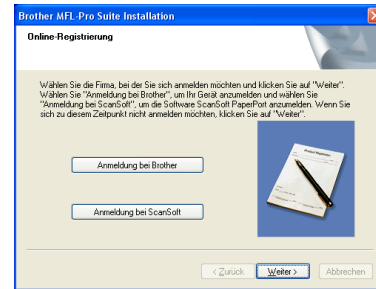 Brother MFL-Pro Suite Installation
Online-Registrierung
Wählen Sie die Firma, bei der Sie sich anmelden möchten und klicken Sie auf "Weiter".
Wählen Sie "Anmeldung bei Brother", um Ihr Gerät anzumelden und wählen Sie
"Anmeldung bei ScanSoft", um die Software ScanSoft PaperPort anzumelden. Wenn Sie
sich zu diesem Zeitpunkt nicht anmelden möchten, klicken Sie auf "Weiter".
Anmeldung bei Brother
Anmeldung bei ScanSoft
< Zurück
Weiter >
Abbrechen